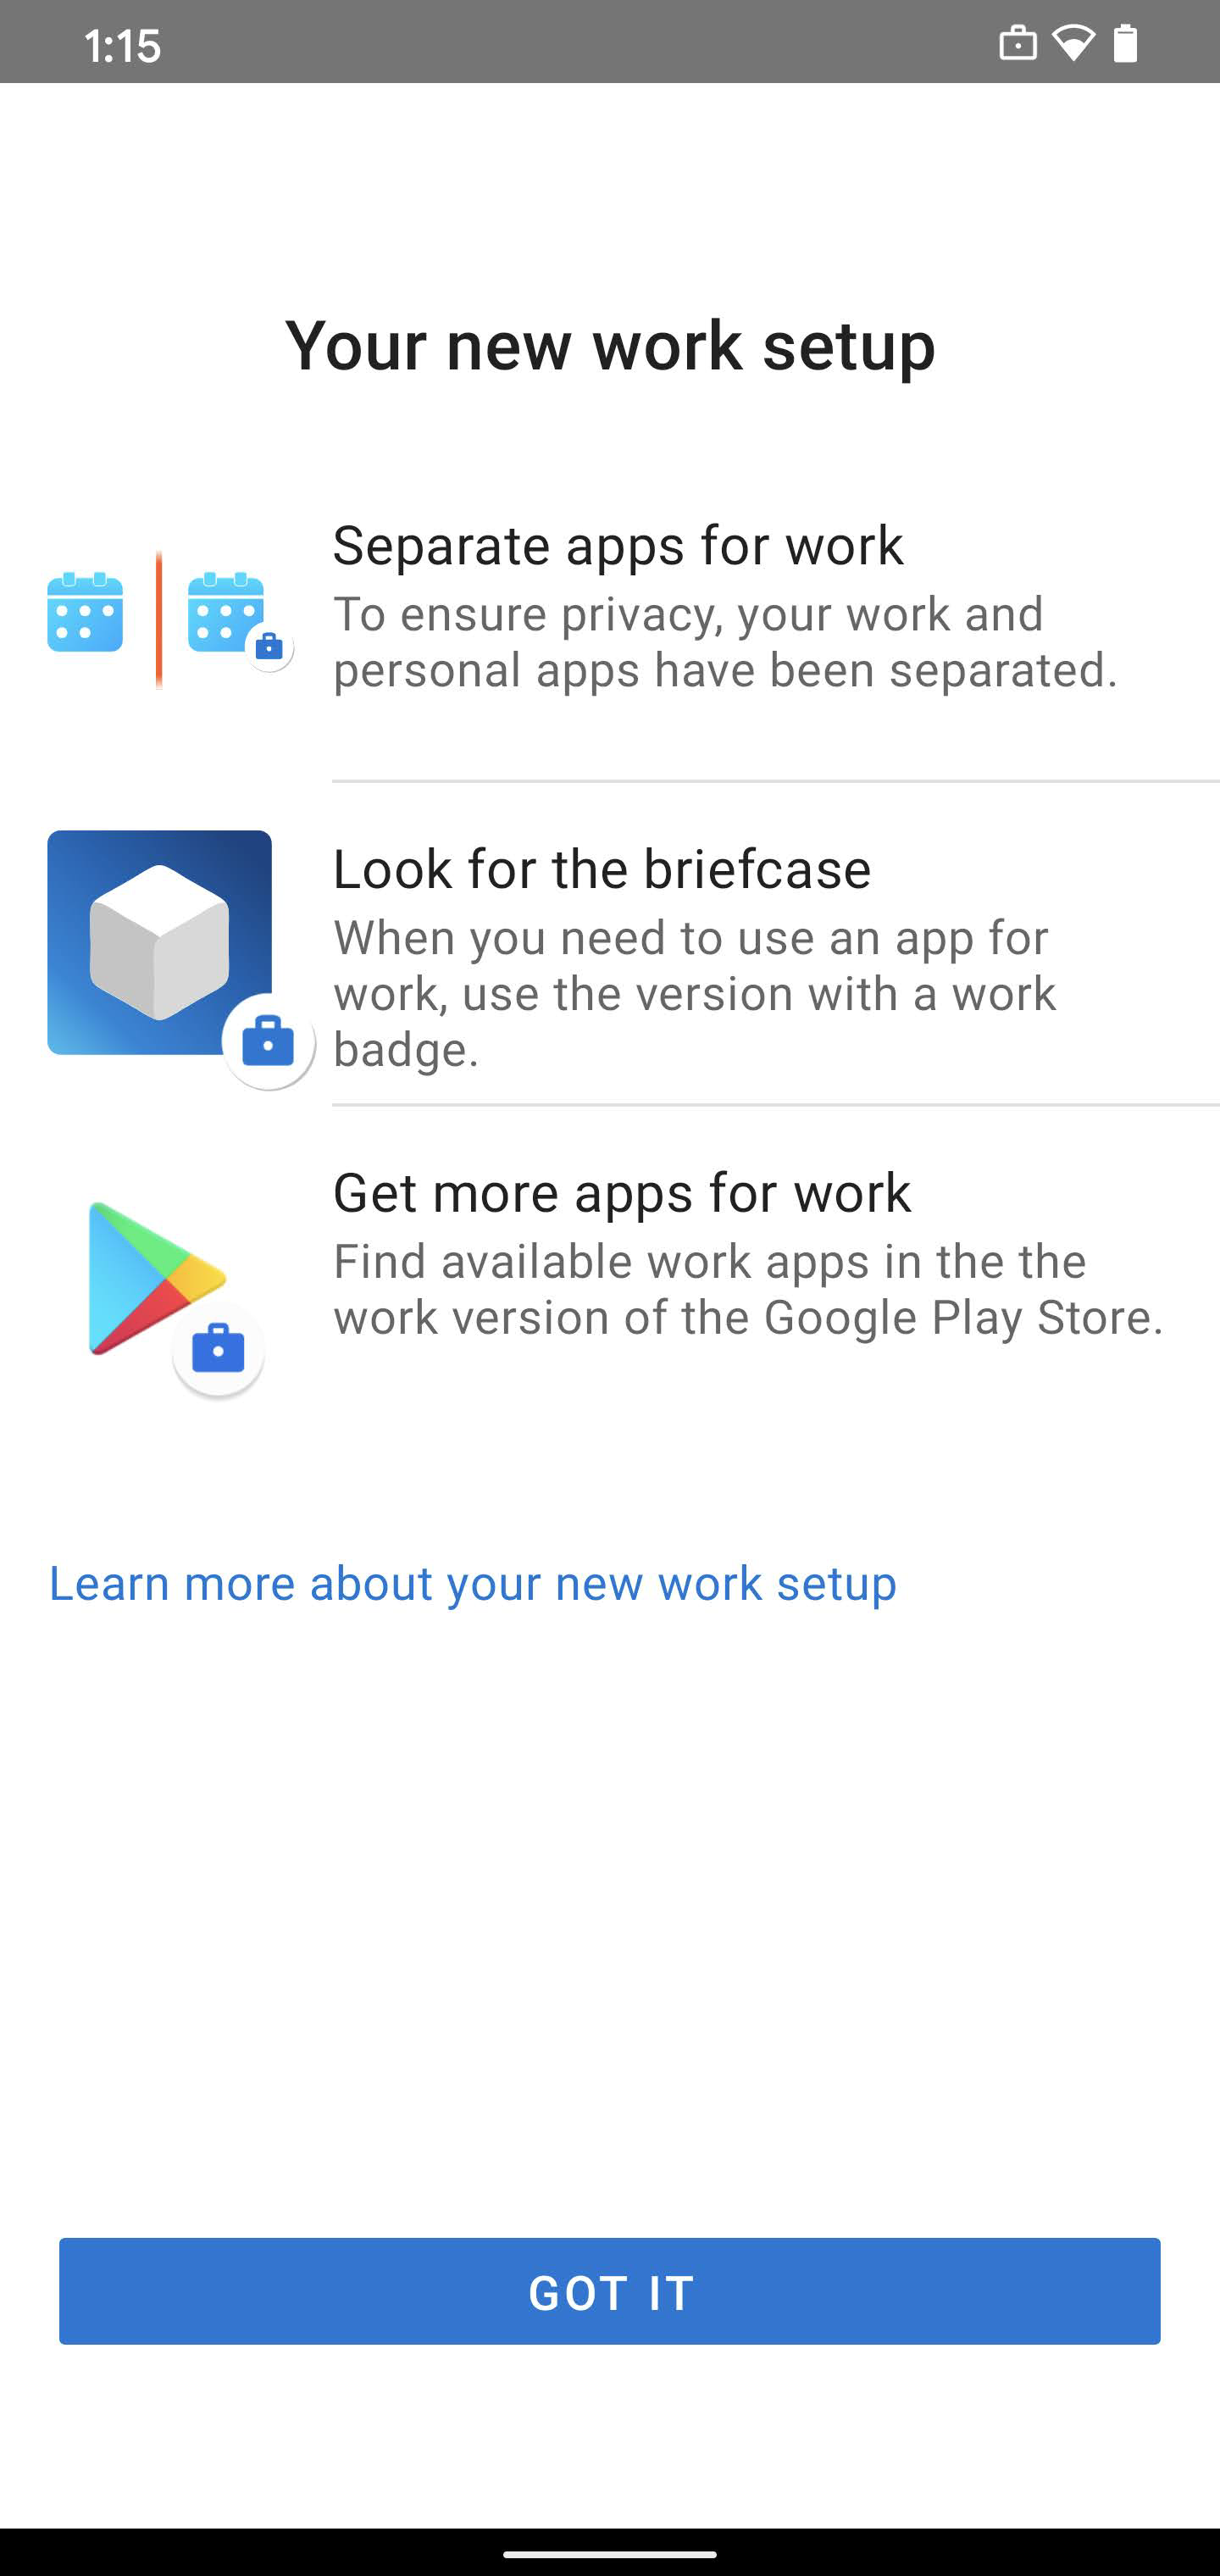 1:15
Your new work setup
Separate apps for work
To ensure privacy, your work and
personal apps have been separated.
Look for the briefcase
When you need to use an app for
work, use the version with a work
badge.
Get more apps for work
Find available work apps in the the
work version of the Google Play Store.
Learn more about your new work setup
GOT IT